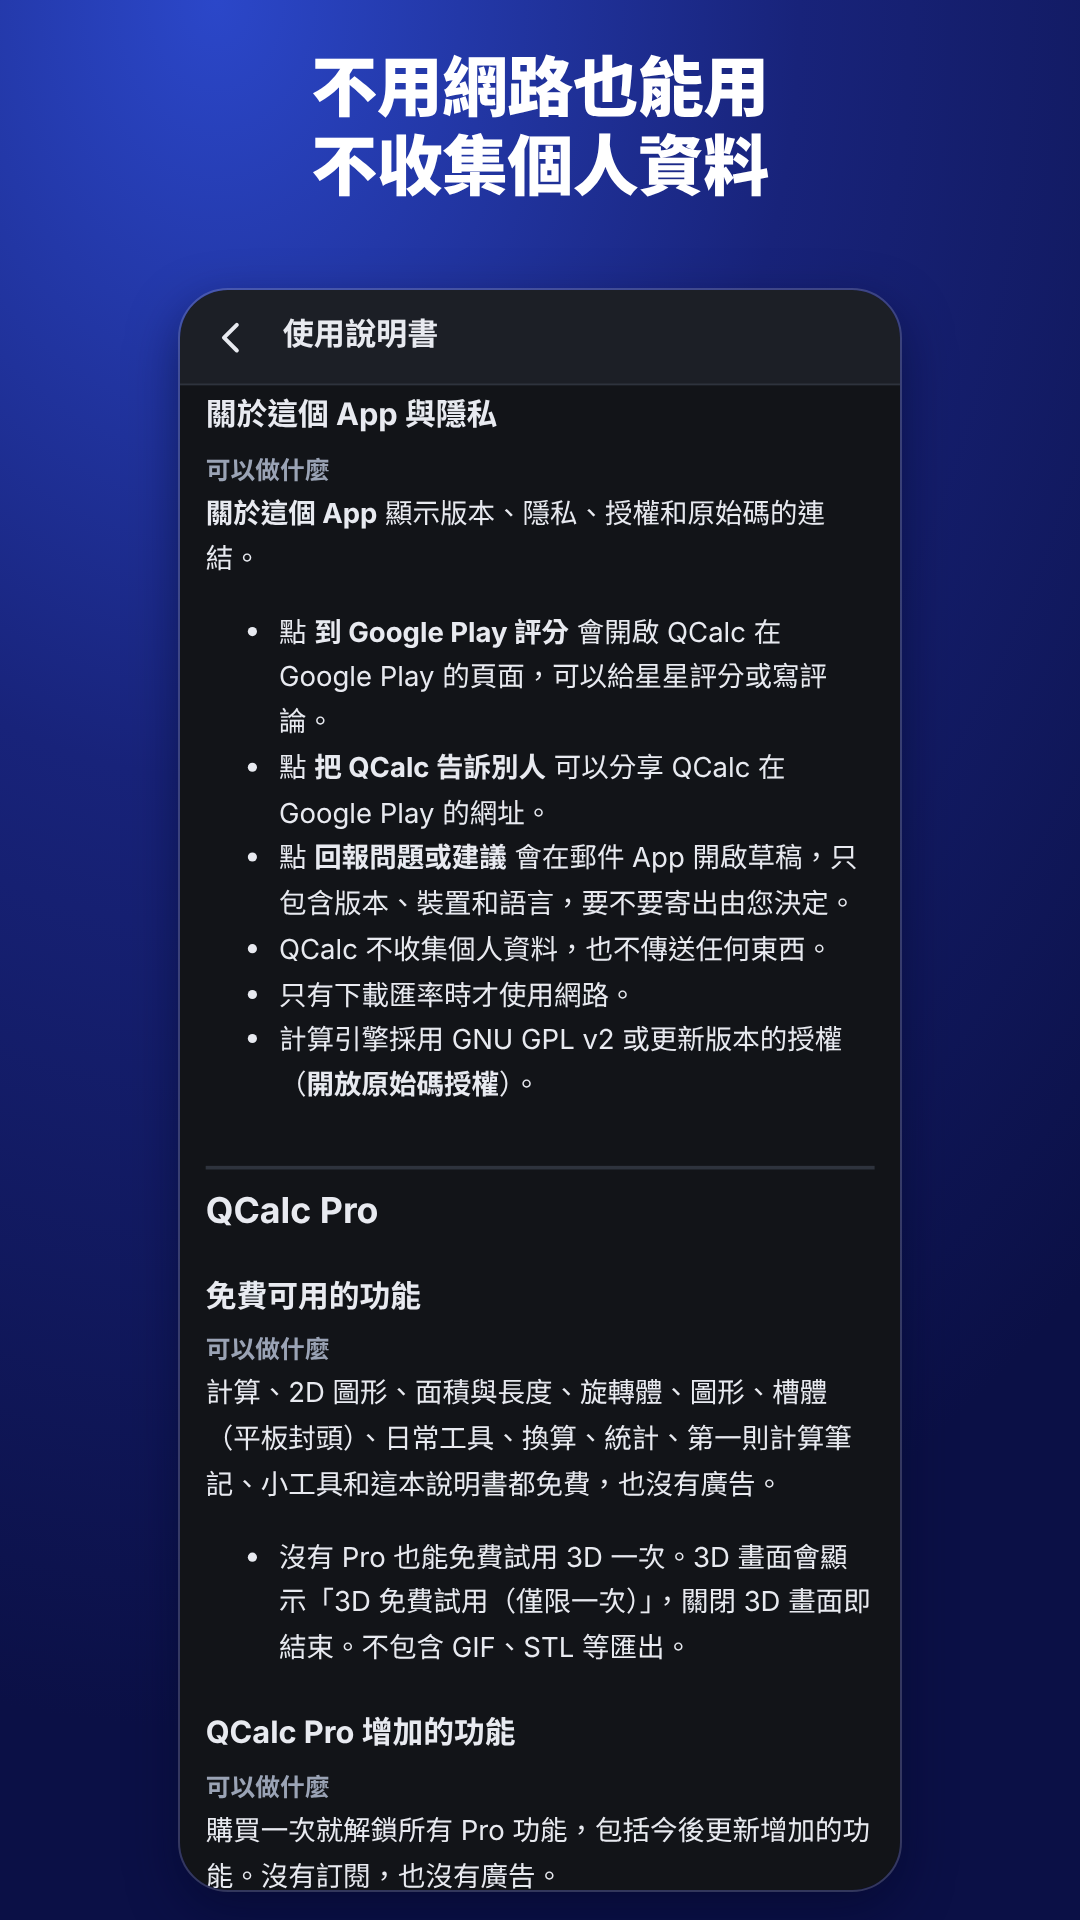 不用網路也能用
不收集個人資料
使用說明書
關於這個 App 與隱私
可以做什麼
關於這個 App 顯示版本、隱私、授權和原始碼的連
結。
• 點 到 Google Play 評分 會開啟 QCalc 在
Google Play 的頁面，可以給星星評分或寫評
論。
• 點 把 QCalc 告訴別人 可以分享 QCalc 在
Google Play 的網址。
• 點 回報問題或建議 會在郵件 App 開啟草稿，只
包含版本、裝置和語言，要不要寄出由您決定。
• QCalc 不收集個人資料，也不傳送任何東西。
• 只有下載匯率時才使用網路。
• 計算引擎採用 GNU GPL v2 或更新版本的授權
（開放原始碼授權）。
QCalc Pro
免費可用的功能
可以做什麼
計算、2D 圖形、面積與長度、旋轉體、圖形、槽體
（平板封頭）、日常工具、換算、統計、第一則計算筆
記、小工具和這本說明書都免費，也沒有廣告。
• 沒有 Pro 也能免費試用 3D 一次。3D 畫面會顯
示「3D 免費試用（僅限一次）」，關閉 3D 畫面即
結束。不包含 GIF、STL 等匯出。
QCalc Pro 增加的功能
可以做什麼
購買一次就解鎖所有 Pro 功能，包括今後更新增加的功
能。沒有訂閱，也沒有廣告。